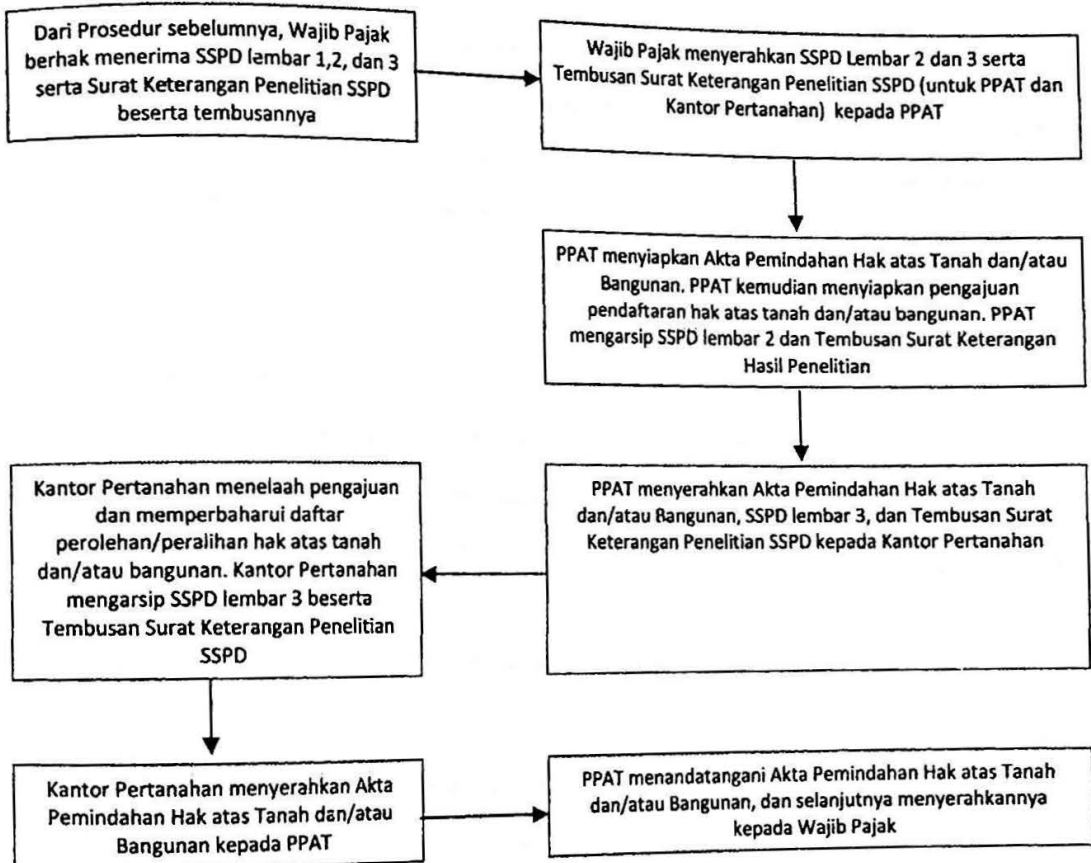 Dari Prosedur sebelumnya, Wajib Pajak
berhak menerima SSPD lembar 1,2, dan 3
serta Surat Keterangan Penelitian SSPD
beserta tembusannya
Wajib Pajak menyerahkan SSPD Lembar 2 dan 3 serta
Tembusan Surat Keterangan Penelitian SSPD (untuk PPAT dan
Kantor Pertanahan) kepada PPAT
PPAT menyiapkan Akta Pemindahan Hak atas Tanah dan/atau
Bangunan. PPAT kemudian menyiapkan pengajuan
pendaftaran hak atas tanah dan/atau bangunan. PPAT
mengarsip SSPD lembar 2 dan Tembusan Surat Keterangan
Hasil Penelitian
PPAT menyerahkan Akta Pemindahan Hak atas Tanah
dan/atau Bangunan, SSPD lembar 3, dan Tembusan Surat
Keterangan Penelitian SSPD kepada Kantor Pertanahan
Kantor Pertanahan menelaah pengajuan
dan memperbaharui daftar
perolehan/peralihan hak atas tanah
dan/atau bangunan. Kantor Pertanahan
mengarsip SSPD lembar 3 beserta
Tembusan Surat Keterangan Penelitian
SSPD
Kantor Pertanahan menyerahkan Akta
Pemindahan Hak atas Tanah dan/atau
Bangunan kepada PPAT
PPAT menandatangani Akta Pemindahan Hak atas Tanah
dan/atau Bangunan, dan selanjutnya menyerahkannya
kepada Wajib Pajak